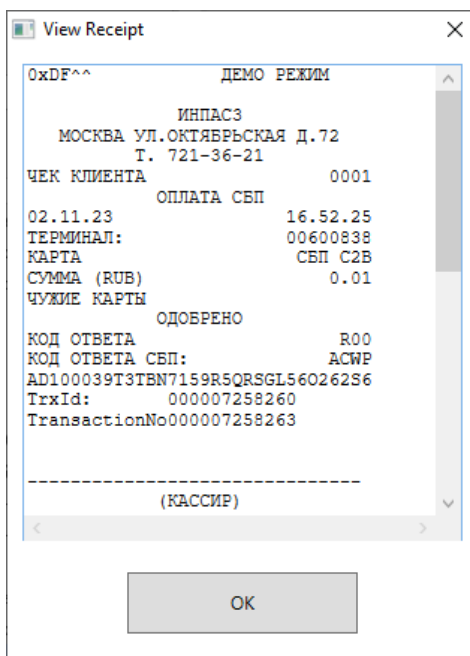 View Receipt
0xDF^^ ДЕМО РЕЖИМ
ИНПАС3
МОСКВА УЛ.ОКТЯБРЬСКАЯ Д.72
Т. 721-36-21
ЧЕК КЛИЕНТА 0001
ОПЛАТА СБП
02.11.23 16.52.25
ТЕРМИНАЛ: 00600838
КАРТА СБП C2B
СУММА (RUB) 0.01
ЧУЖИЕ КАРТЫ
ОДОБРЕНО
КОД ОТВЕТА R00
КОД ОТВЕТА СБП: ACWP
AD100039T3TBN7159R5QRSGL56O262S6
TrxId: 000007258260
TransactionNo000007258263
-------------------------------
(КАССИР)
OK